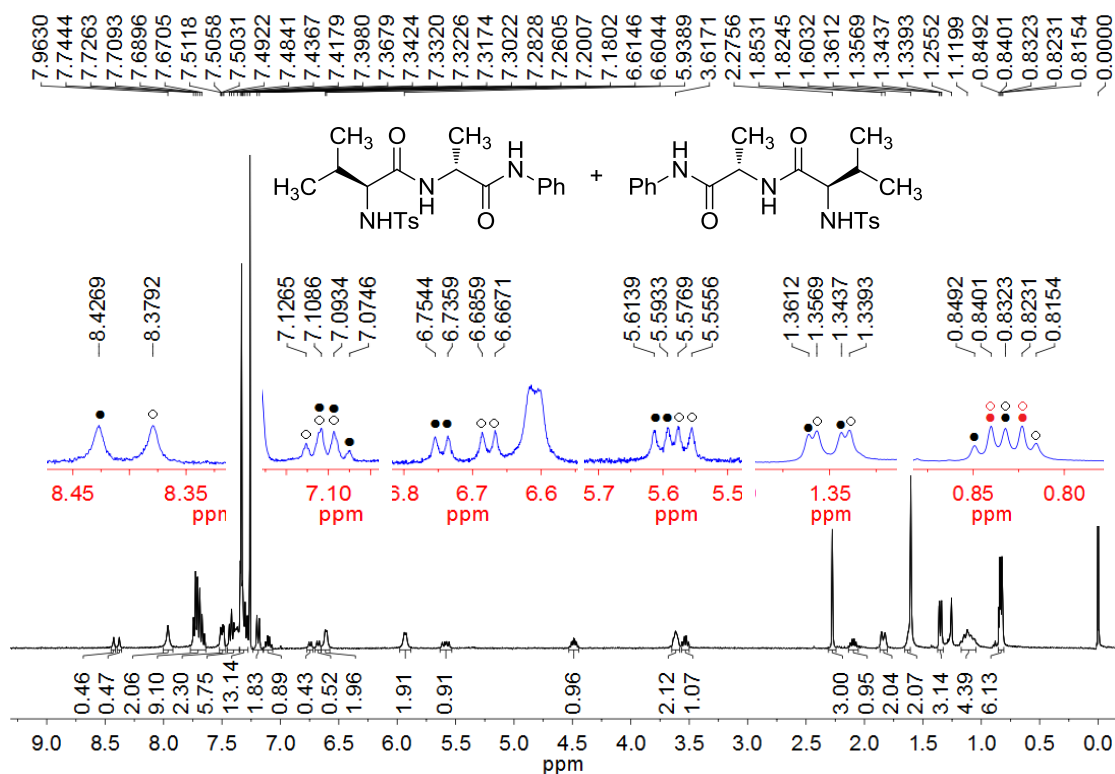 7.9630 7.7444 7.7263 7.7093 7.6896 7.6705 7.5118 7.5058 7.5031 7.4922 7.4841 7.4367 7.4179 7.3980 7.3679 7.3424 7.3320 7.3226 7.3174 7.3022 7.2828 7.2605 7.2007 7.1802 6.6146 6.6044 5.9389 3.6171 2.2756 1.8531 1.8245 1.6032 1.3612 1.3569 1.3437 1.3393 1.2552 1.1199 0.8492 0.8401 0.8323 0.8231 0.8154 0.0000
CH3 O CH3 H N Ph
H3C N H O
NHTs
+
H N CH3 O CH3
Ph O N H CH3
NHTs
8.4269 8.3792
7.1265 7.1086 7.0934 7.0746
6.7544 6.7359 6.6859 6.6671
5.6139 5.5933 5.5769 5.5556
1.3612 1.3569 1.3437 1.3393
0.8492 0.8401 0.8323 0.8231 0.8154
8.45 8.35
ppm
7.10
ppm
6.8 6.7 6.6
ppm
5.7 5.6 5.5
ppm
1.35
ppm
0.85 0.80
ppm
0.46 0.47 2.06 9.10 2.30 5.75 13.14 1.83 0.89 0.43 0.52 1.96 1.91 0.91 0.96 2.12 1.07 3.00 0.95 2.04 2.07 3.14 4.39 6.13
9.0 8.5 8.0 7.5 7.0 6.5 6.0 5.5 5.0 4.5 4.0 3.5 3.0 2.5 2.0 1.5 1.0 0.5 0.0
ppm